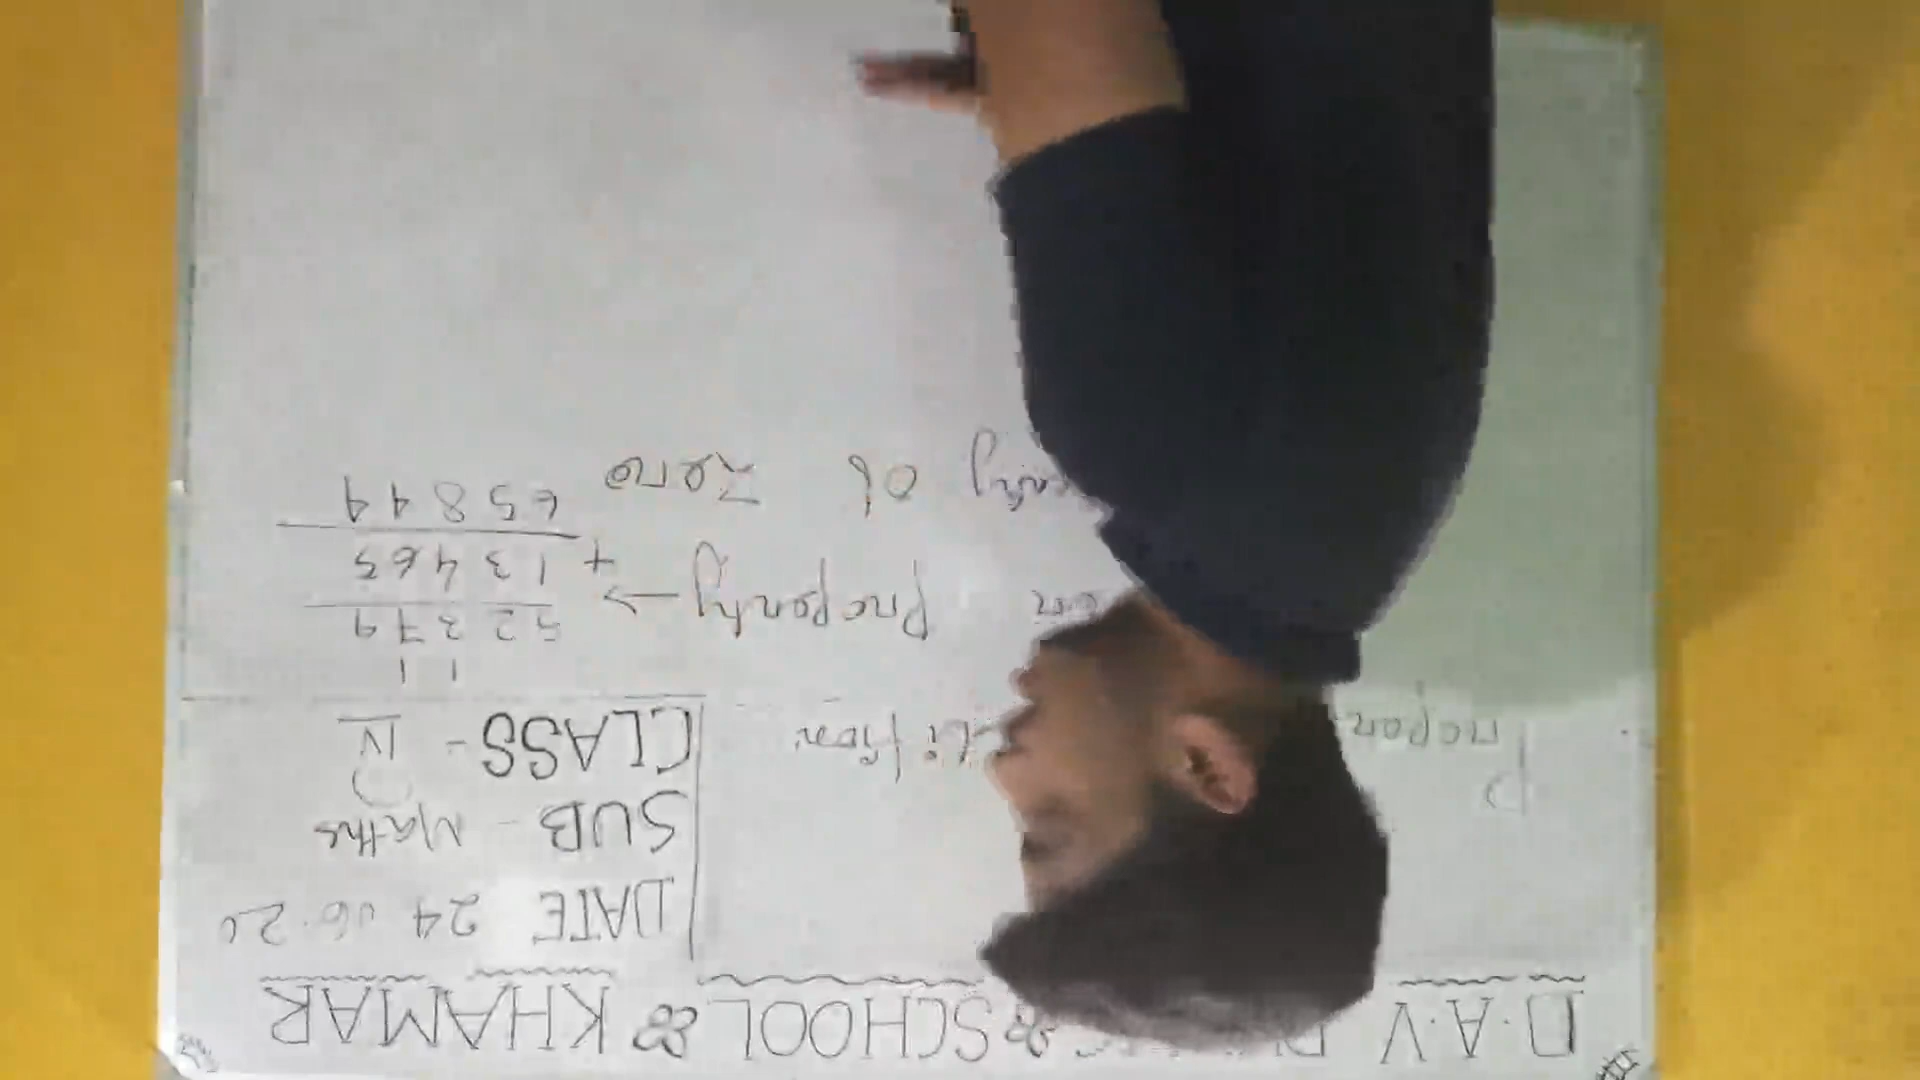 D.A.V SCHOOL KHAMAR
DATE 24 06.20
SUB - Maths
CLASS - IV
1 1
52379
Property →
+ 13465
of Zero
65844